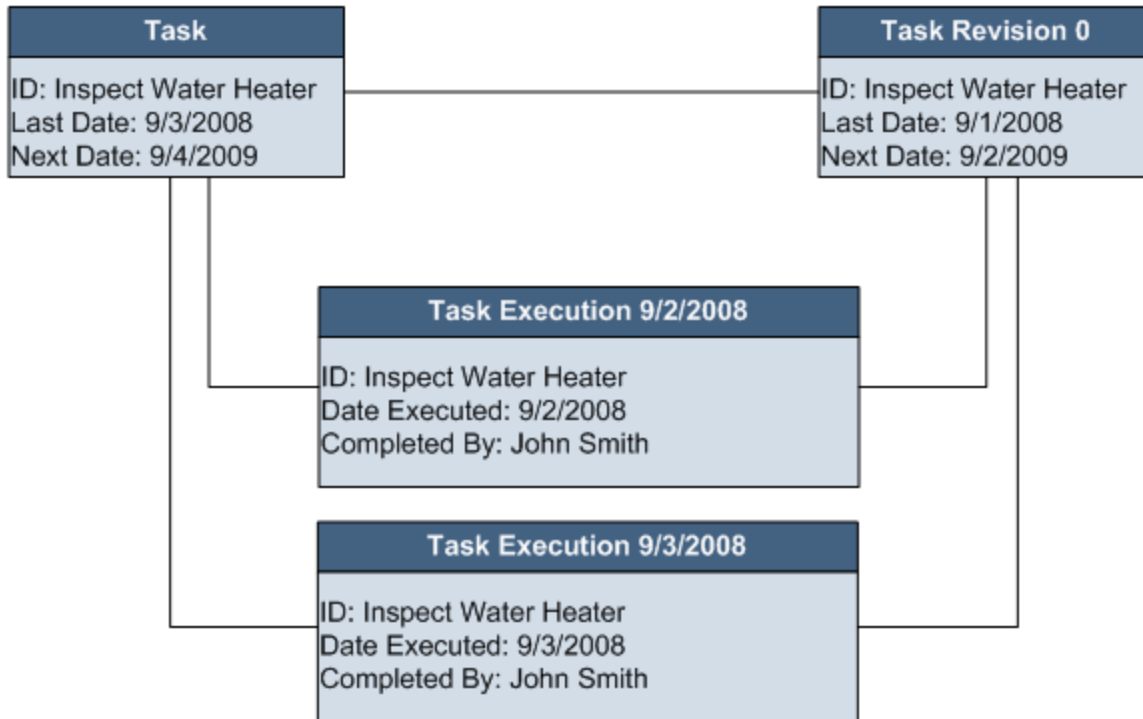 Task
ID: Inspect Water Heater
Last Date: 9/3/2008
Next Date: 9/4/2009
Task Revision 0
ID: Inspect Water Heater
Last Date: 9/1/2008
Next Date: 9/2/2009
Task Execution 9/2/2008
ID: Inspect Water Heater
Date Executed: 9/2/2008
Completed By: John Smith
Task Execution 9/3/2008
ID: Inspect Water Heater
Date Executed: 9/3/2008
Completed By: John Smith